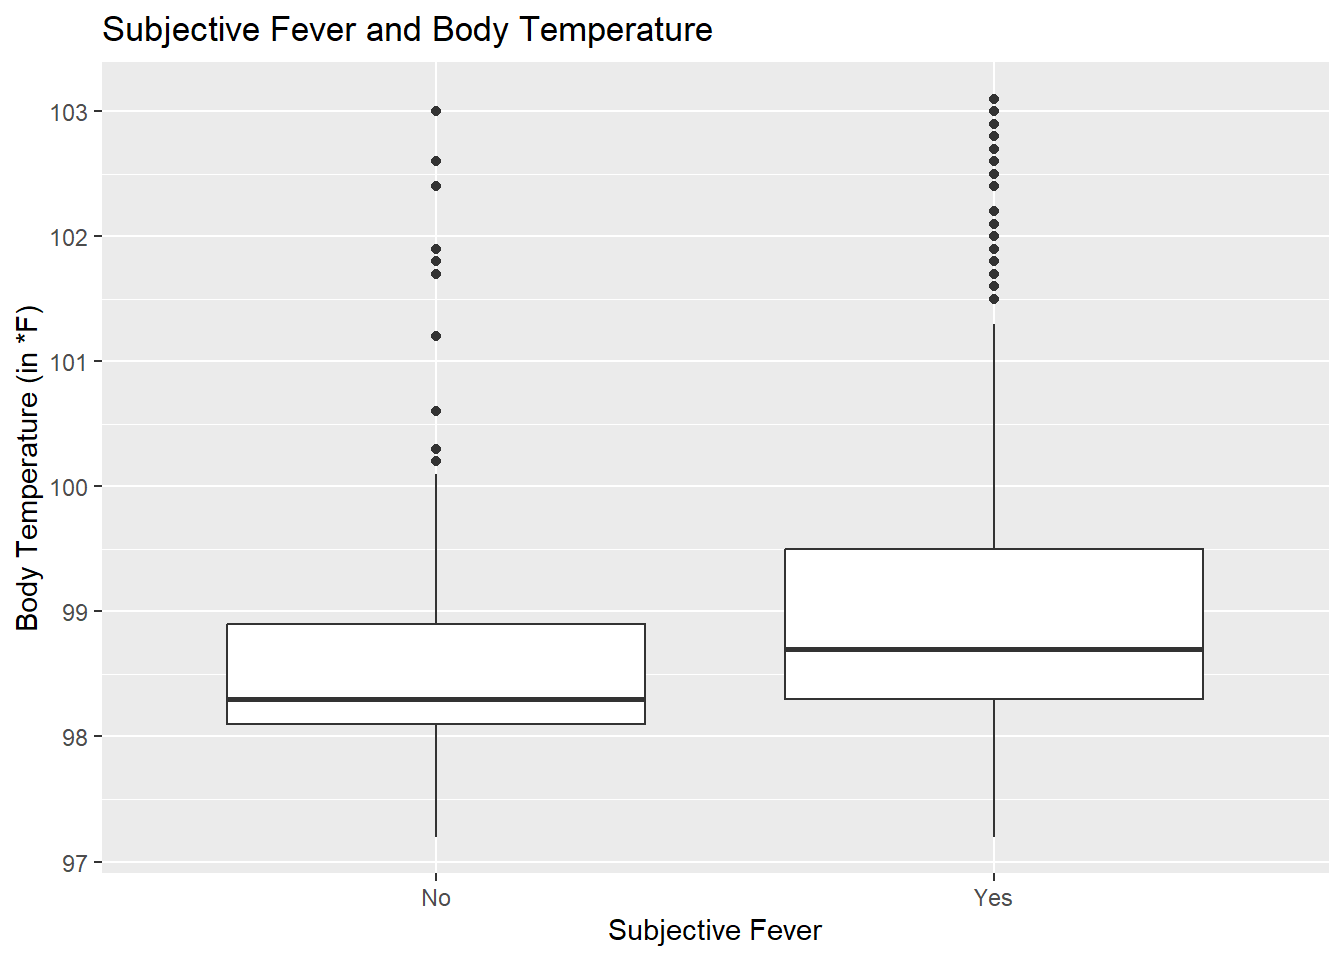 Subjective Fever and Body Temperature
Body Temperature (in *F)
103
102
101
100
99
98
97
No
Yes
Subjective Fever